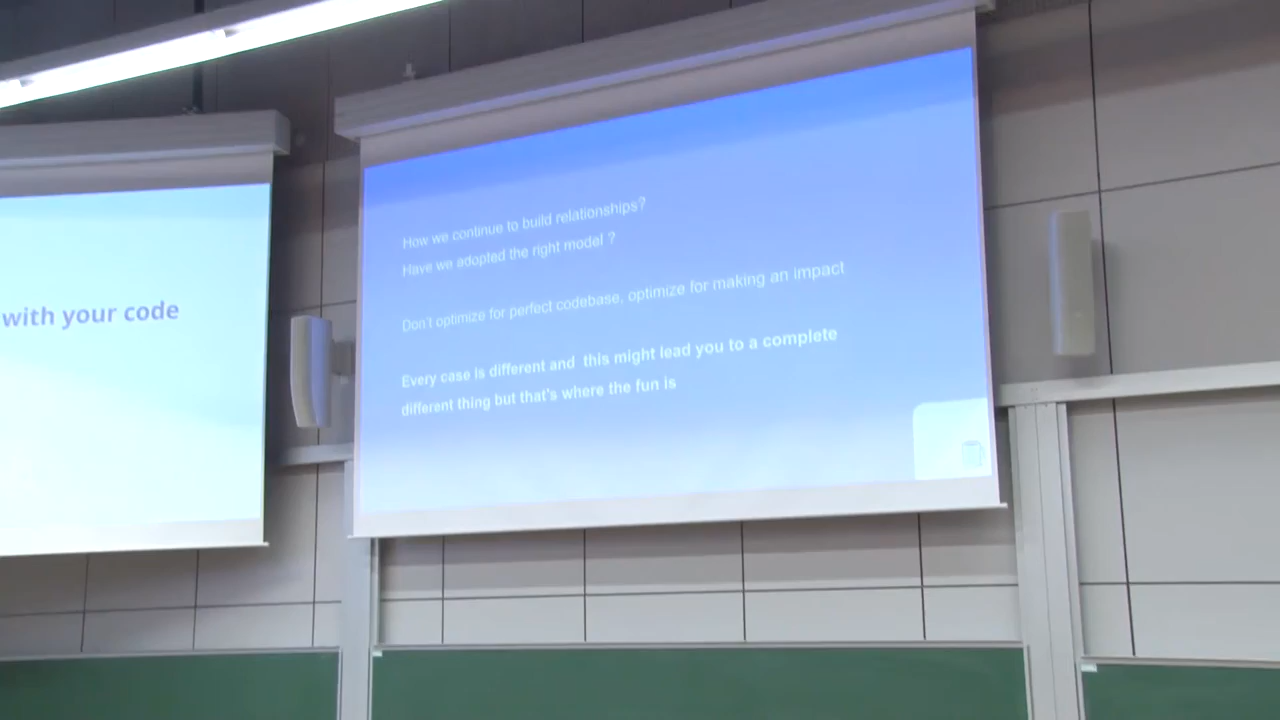 with your code
How we continue to build relationships?
Have we adopted the right model ?
Don't optimize for perfect codebase, optimize for making an impact
Every case is different and  this might lead you to a complete
different thing but that's where the fun is